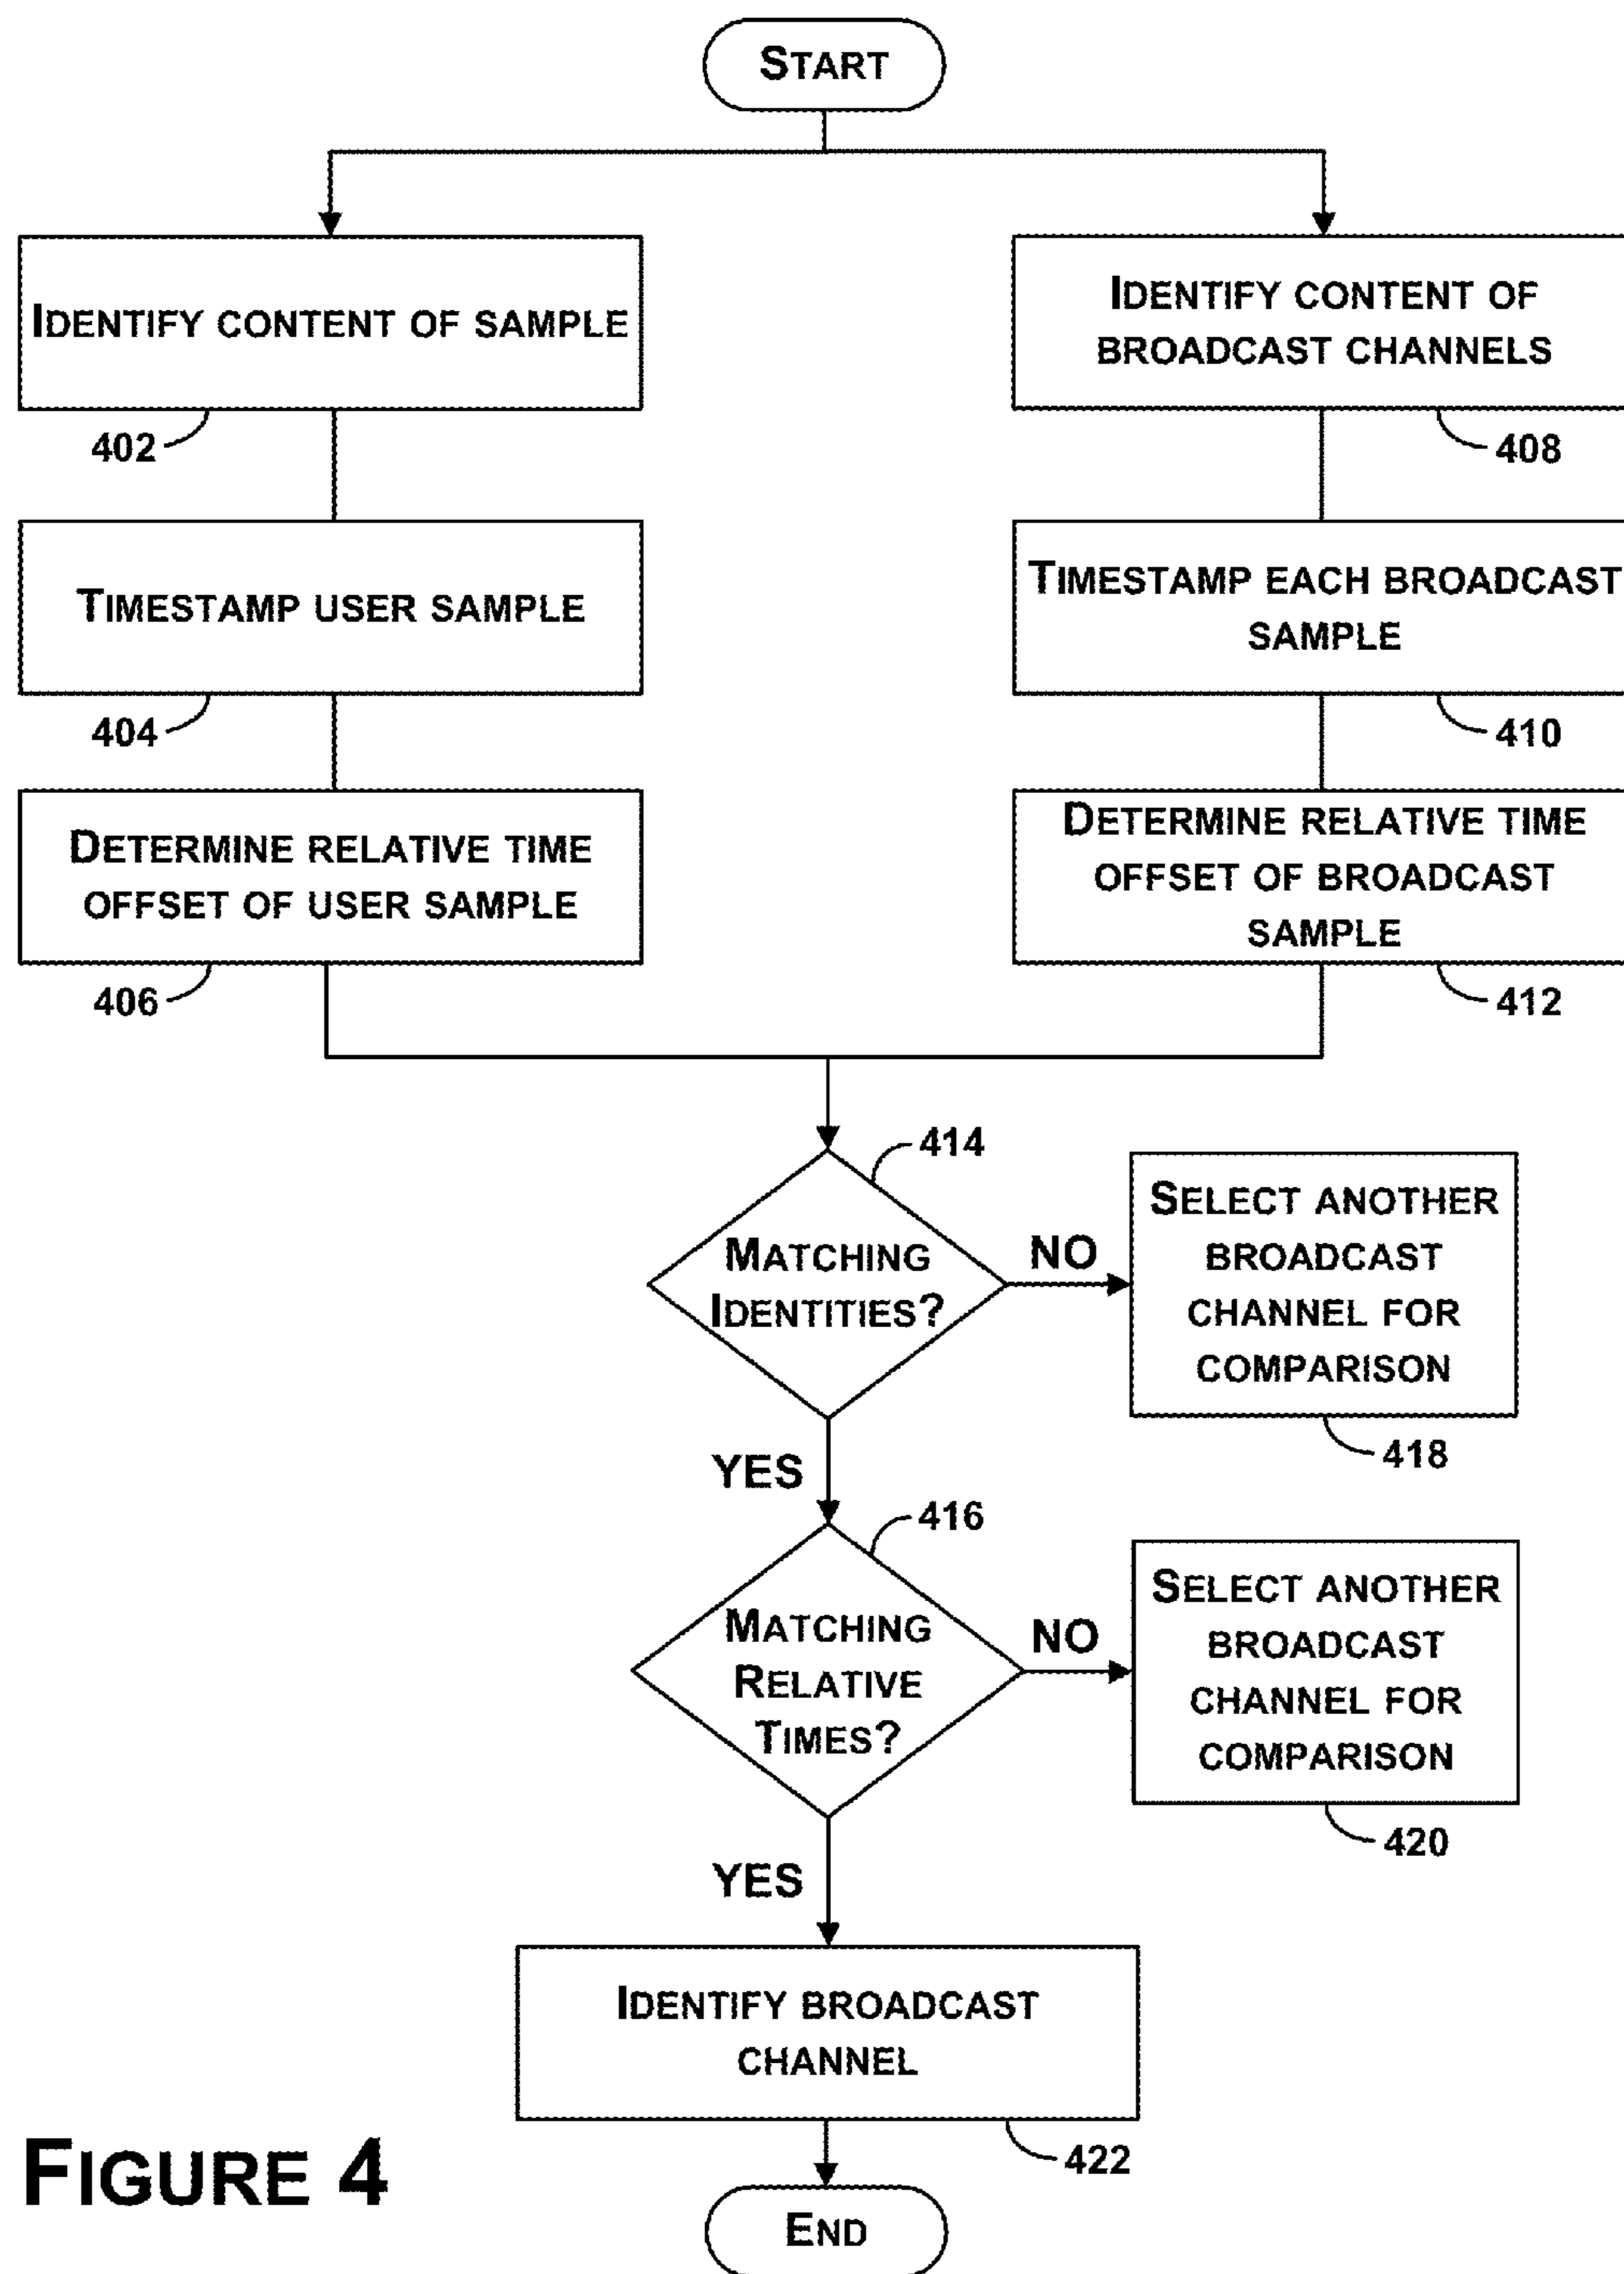 START
IDENTIFY CONTENT OF SAMPLE
402
TIMESTAMP USER SAMPLE
404
DETERMINE RELATIVE TIME
OFFSET OF USER SAMPLE
406
IDENTIFY CONTENT OF
BROADCAST CHANNELS
408
TIMESTAMP EACH BROADCAST
SAMPLE
410
DETERMINE RELATIVE TIME
OFFSET OF BROADCAST
SAMPLE
412
414
MATCHING
IDENTITIES?
NO
SELECT ANOTHER
BROADCAST
CHANNEL FOR
COMPARISON
418
YES
416
MATCHING
RELATIVE
TIMES?
NO
SELECT ANOTHER
BROADCAST
CHANNEL FOR
COMPARISON
420
YES
IDENTIFY BROADCAST
CHANNEL
422
END
FIGURE 4